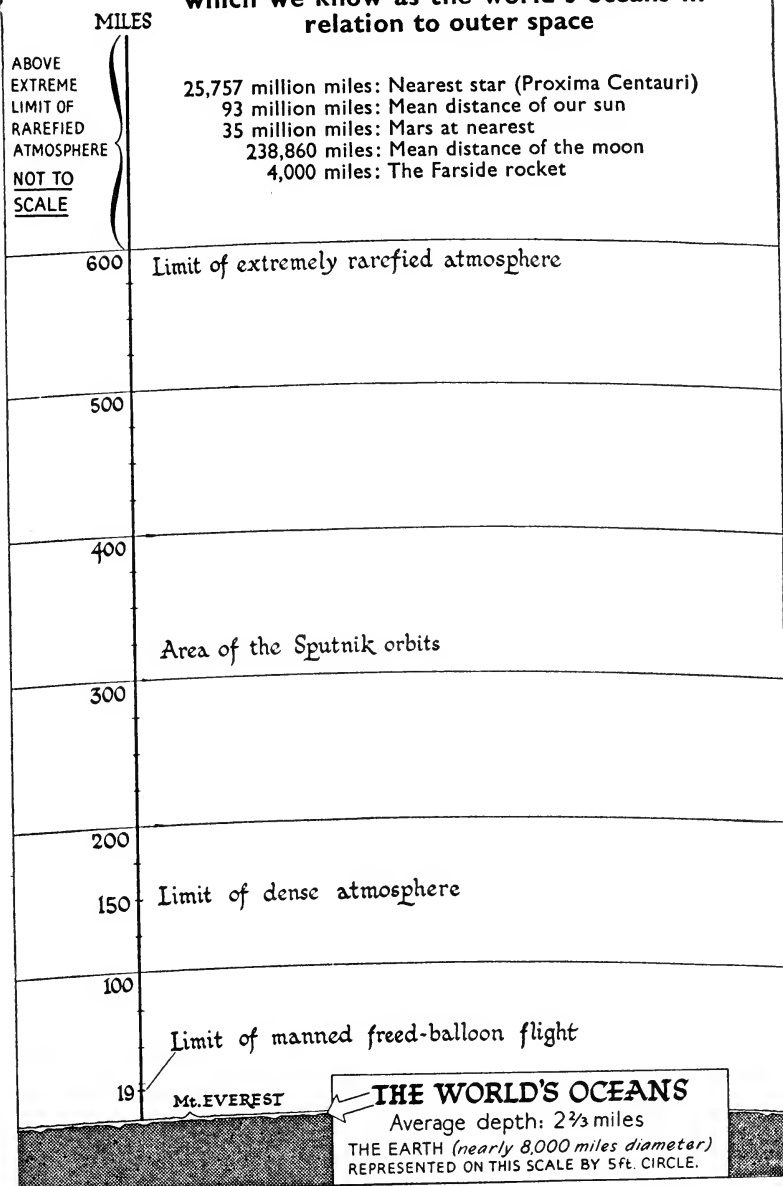 which we know as the world's oceans in
relation to outer space
MILES
ABOVE
EXTREME
LIMIT OF
RAREFIED
ATMOSPHERE
NOT TO
SCALE
25,757 million miles: Nearest star (Proxima Centauri)
93 million miles: Mean distance of our sun
35 million miles: Mars at nearest
238,860 miles: Mean distance of the moon
4,000 miles: The Farside rocket
600 Limit of extremely rarefied atmosphere
500
400
Area of the Sputnik orbits
300
200
150 Limit of dense atmosphere
100
Limit of manned freed-balloon flight
19
Mt. EVEREST
THE WORLD'S OCEANS
Average depth: 2⅔ miles
THE EARTH (nearly 8,000 miles diameter)
REPRESENTED ON THIS SCALE BY 5ft. CIRCLE.